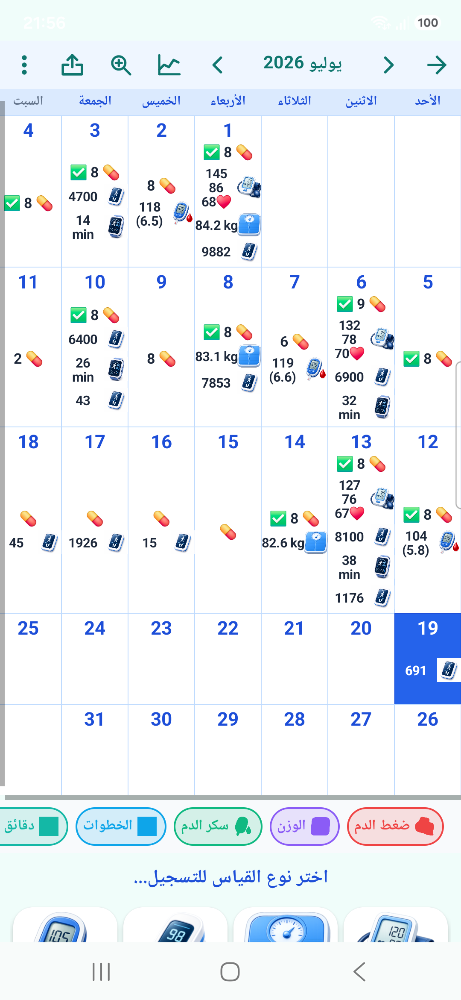 21:56
100
يوليو 2026
الأحد
الاثنين
الثلاثاء
الأربعاء
الخميس
الجمعة
السبت
1
✅ 8 💊
145
86
68❤️
84.2 kg
9882
2
8 💊
118
(6.5)
3
✅ 8 💊
4700
14
min
4
✅ 8 💊
5
✅ 8 💊
6
✅ 9 💊
132
78
70❤️
6900
32
min
7
6 💊
119
(6.6)
8
✅ 8 💊
83.1 kg
7853
9
8 💊
10
✅ 8 💊
6400
26
min
43
11
2 💊
12
✅ 8 💊
104
(5.8)
13
✅ 8 💊
127
76
67❤️
8100
38
min
1176
14
✅ 8 💊
82.6 kg
15
💊
16
💊
15
17
💊
1926
18
💊
45
19
691
20
21
22
23
24
25
26
27
28
29
30
31
ضغط الدم
الوزن
سكر الدم
الخطوات
دقائق
اختر نوع القياس للتسجيل...
120
98
105